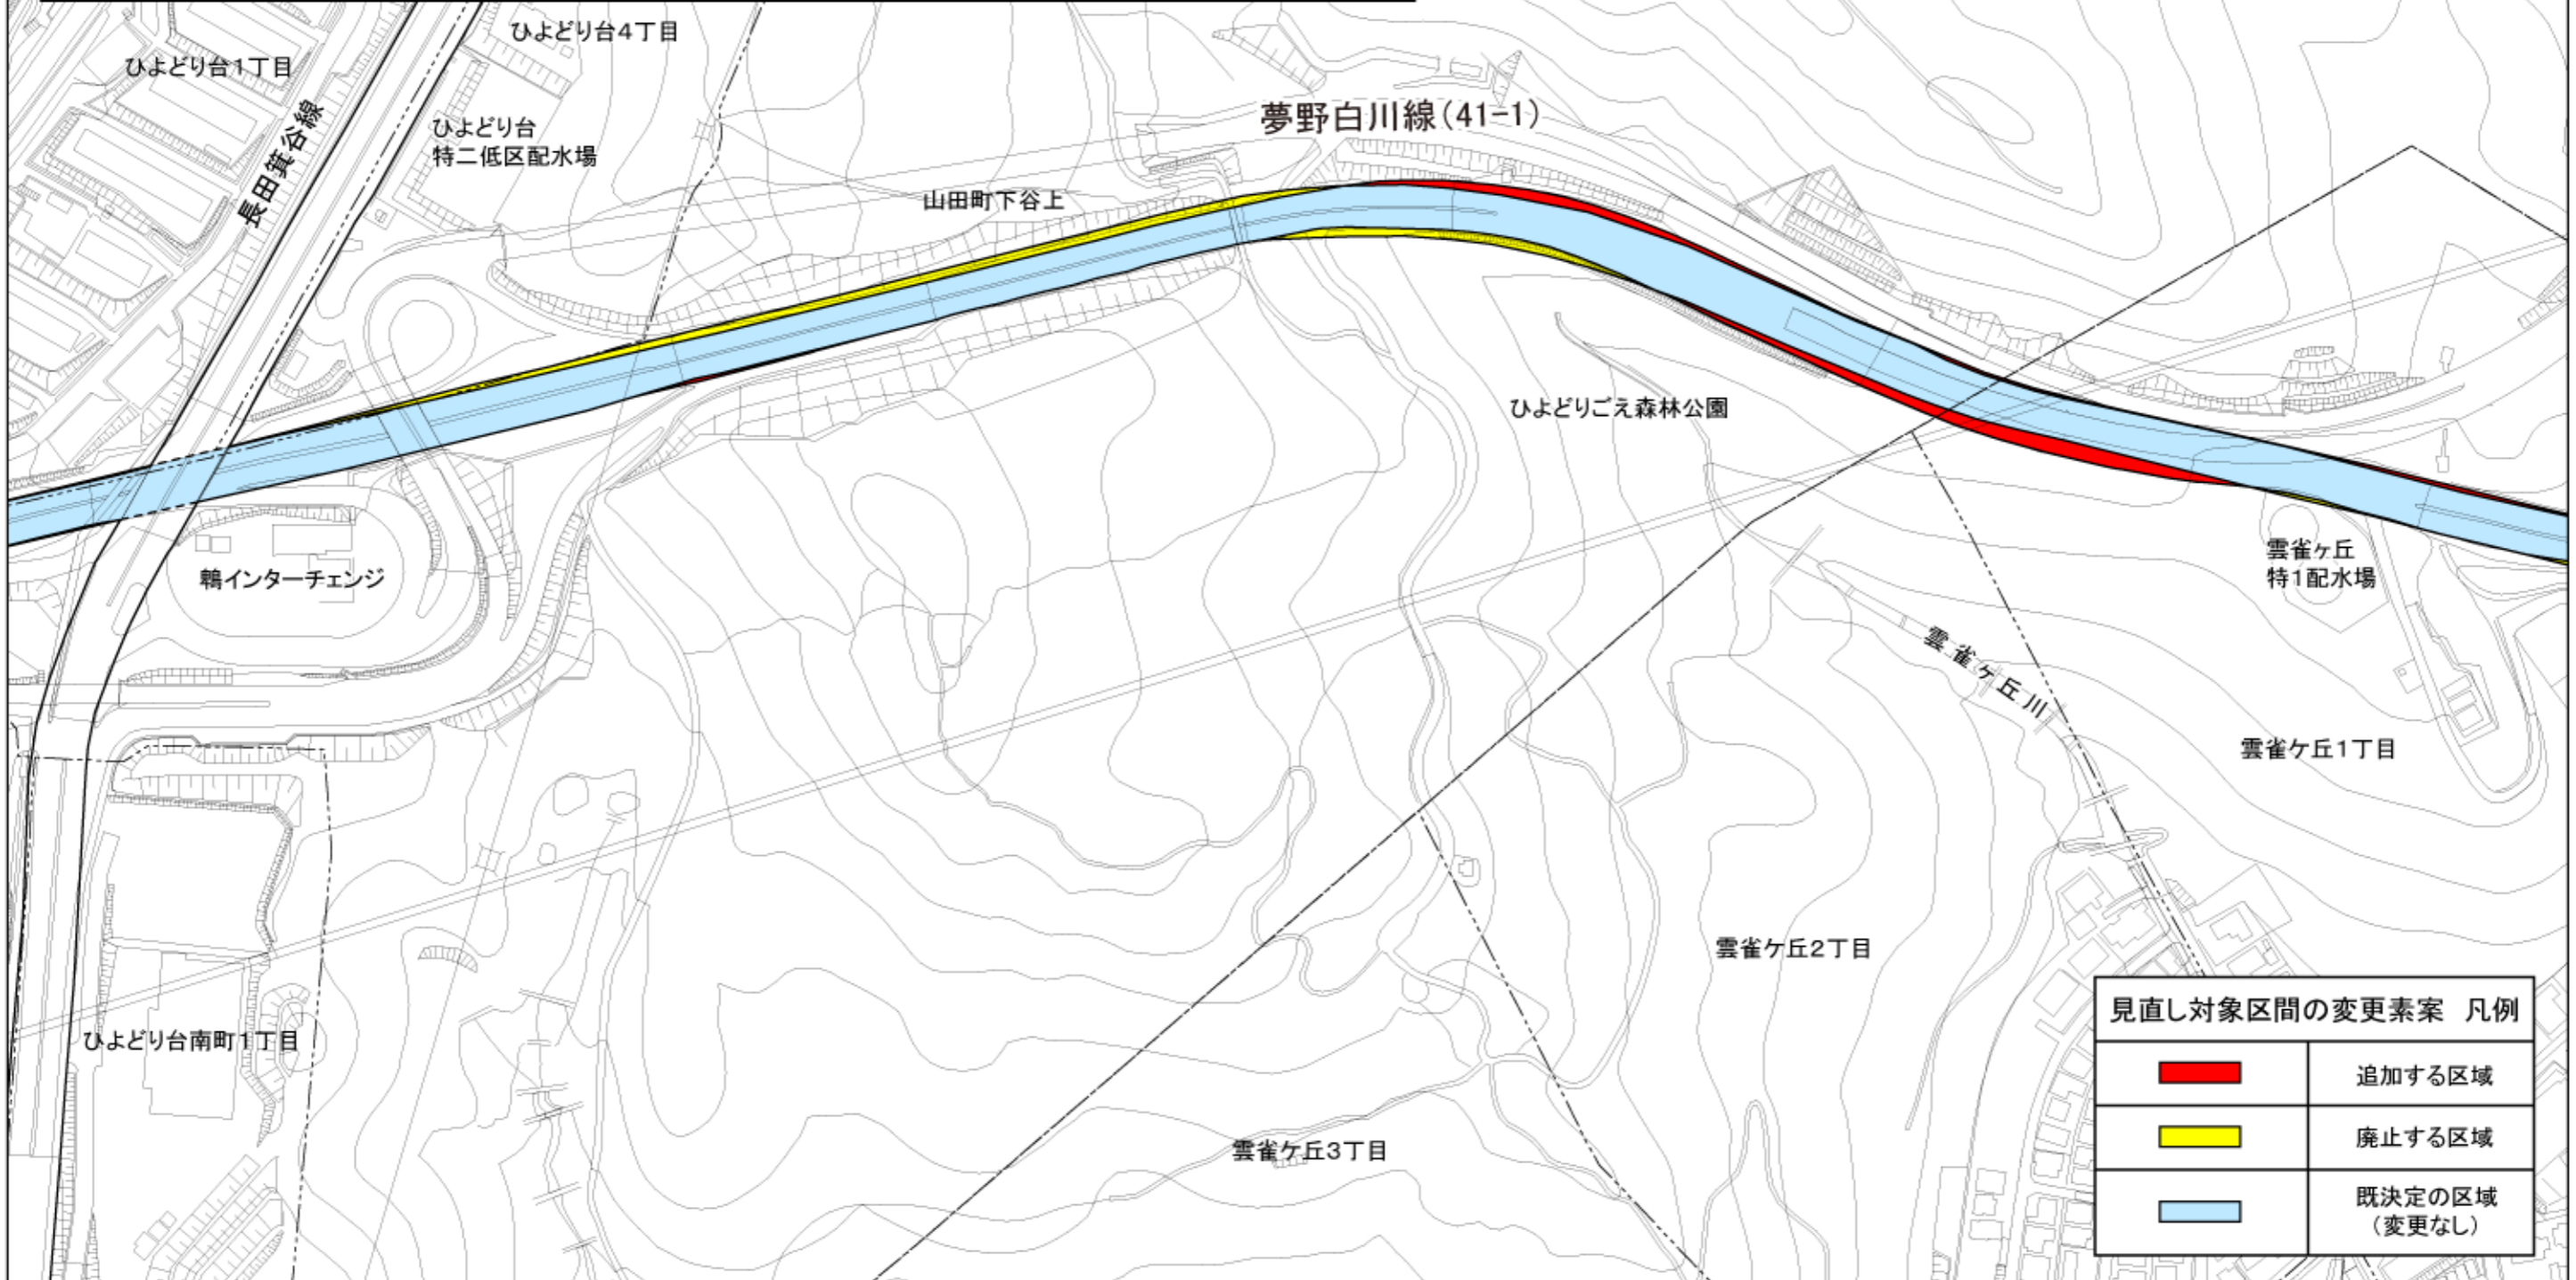 ひよどり台4丁目
ひよどり台1丁目
長田箕谷線
ひよどり台
特二低区配水場
夢野白川線(41-1)
山田町下谷上
ひよどりごえ森林公園
鵯インターチェンジ
雲雀ヶ丘
特1配水場
雲雀ヶ丘川
雲雀ケ丘1丁目
雲雀ケ丘2丁目
ひよどり台南町1丁目
雲雀ケ丘3丁目
見直し対象区間の変更素案 凡例
追加する区域
廃止する区域
既決定の区域
(変更なし)